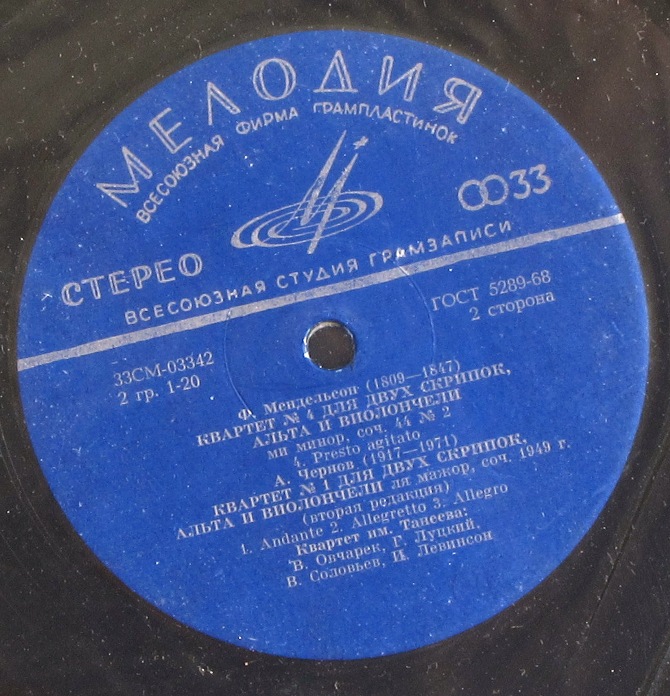 МЕЛОДИЯ
ВСЕСОЮЗНАЯ ФИРМА ГРАМПЛАСТИНОК
33
СТЕРЕО
ВСЕСОЮЗНАЯ СТУДИЯ ГРАМЗАПИСИ
ГОСТ 5289-68
2 сторона
33СМ-03342
2 гр. 1-20
Ф. Мендельсон (1809—1847)
КВАРТЕТ № 4 ДЛЯ ДВУХ СКРИПОК,
АЛЬТА И ВИОЛОНЧЕЛИ
ми минор, соч. 44 № 2
4. Presto agitato
А. Чернов (1917—1971)
КВАРТЕТ № 1 ДЛЯ ДВУХ СКРИПОК,
АЛЬТА И ВИОЛОНЧЕЛИ ля мажор, соч. 1949 г.
(вторая редакция)
1. Andante 2. Allegretto 3. Allegro
Квартет им. Танеева:
В. Овчарек, Г. Луцкий,
В. Соловьев, И. Левинсон